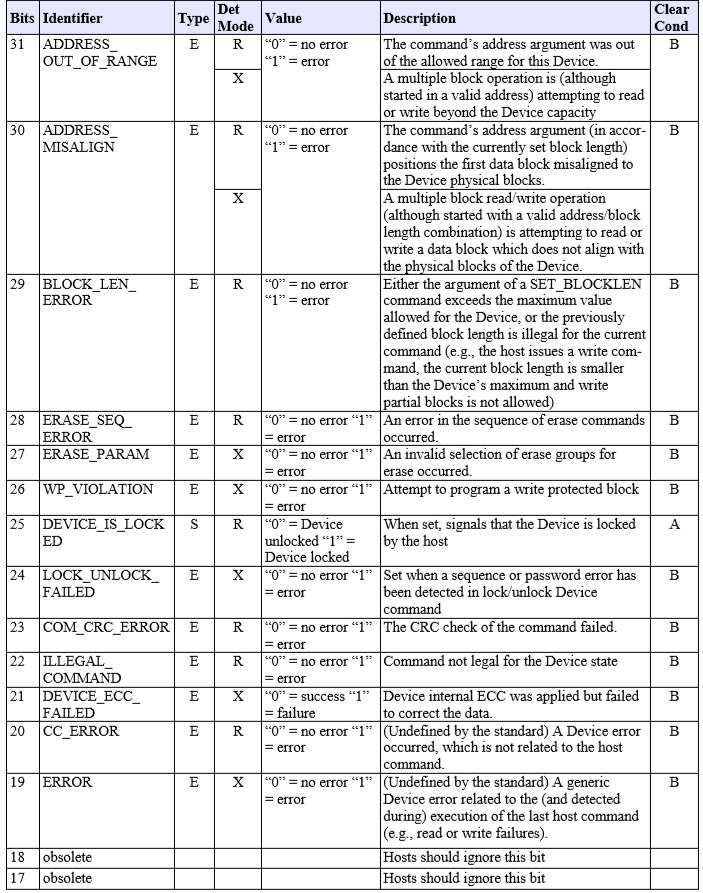 Bits Identifier Type Det Mode Value Description Clear Cond
31 ADDRESS_ E R “0” = no error The command’s address argument was out B
OUT_OF_RANGE “1” = error of the allowed range for this Device.
X A multiple block operation is (although
started in a valid address) attempting to read
or write beyond the Device capacity
30 ADDRESS_ E R “0” = no error The command’s address argument (in accor- B
MISALIGN “1” = error dance with the currently set block length)
positions the first data block misaligned to
the Device physical blocks.
X A multiple block read/write operation
(although started with a valid address/block
length combination) is attempting to read or
write a data block which does not align with
the physical blocks of the Device.
29 BLOCK_LEN_ E R “0” = no error Either the argument of a SET_BLOCKLEN B
ERROR “1” = error command exceeds the maximum value
allowed for the Device, or the previously
defined block length is illegal for the current
command (e.g., the host issues a write com-
mand, the current block length is smaller
than the Device’s maximum and write
partial blocks is not allowed)
28 ERASE_SEQ_ E R “0” = no error “1” An error in the sequence of erase commands B
ERROR = error occurred.
27 ERASE_PARAM E X “0” = no error “1” An invalid selection of erase groups for B
= error erase occurred.
26 WP_VIOLATION E X “0” = no error “1” Attempt to program a write protected block B
= error
25 DEVICE_IS_LOCK S R “0” = Device When set, signals that the Device is locked A
ED unlocked “1” = by the host
Device locked
24 LOCK_UNLOCK_ E X “0” = no error “1” Set when a sequence or password error has B
FAILED = error been detected in lock/unlock Device
command
23 COM_CRC_ERROR E R “0” = no error “1” The CRC check of the command failed. B
= error
22 ILLEGAL_ E R “0” = no error “1” Command not legal for the Device state B
COMMAND = error
21 DEVICE_ECC_ E X “0” = success “1” Device internal ECC was applied but failed B
FAILED = failure to correct the data.
20 CC_ERROR E R “0” = no error “1” (Undefined by the standard) A Device error B
= error occurred, which is not related to the host
command.
19 ERROR E X “0” = no error “1” (Undefined by the standard) A generic B
= error Device error related to the (and detected
during) execution of the last host command
(e.g., read or write failures).
18 obsolete Hosts should ignore this bit
17 obsolete Hosts should ignore this bit